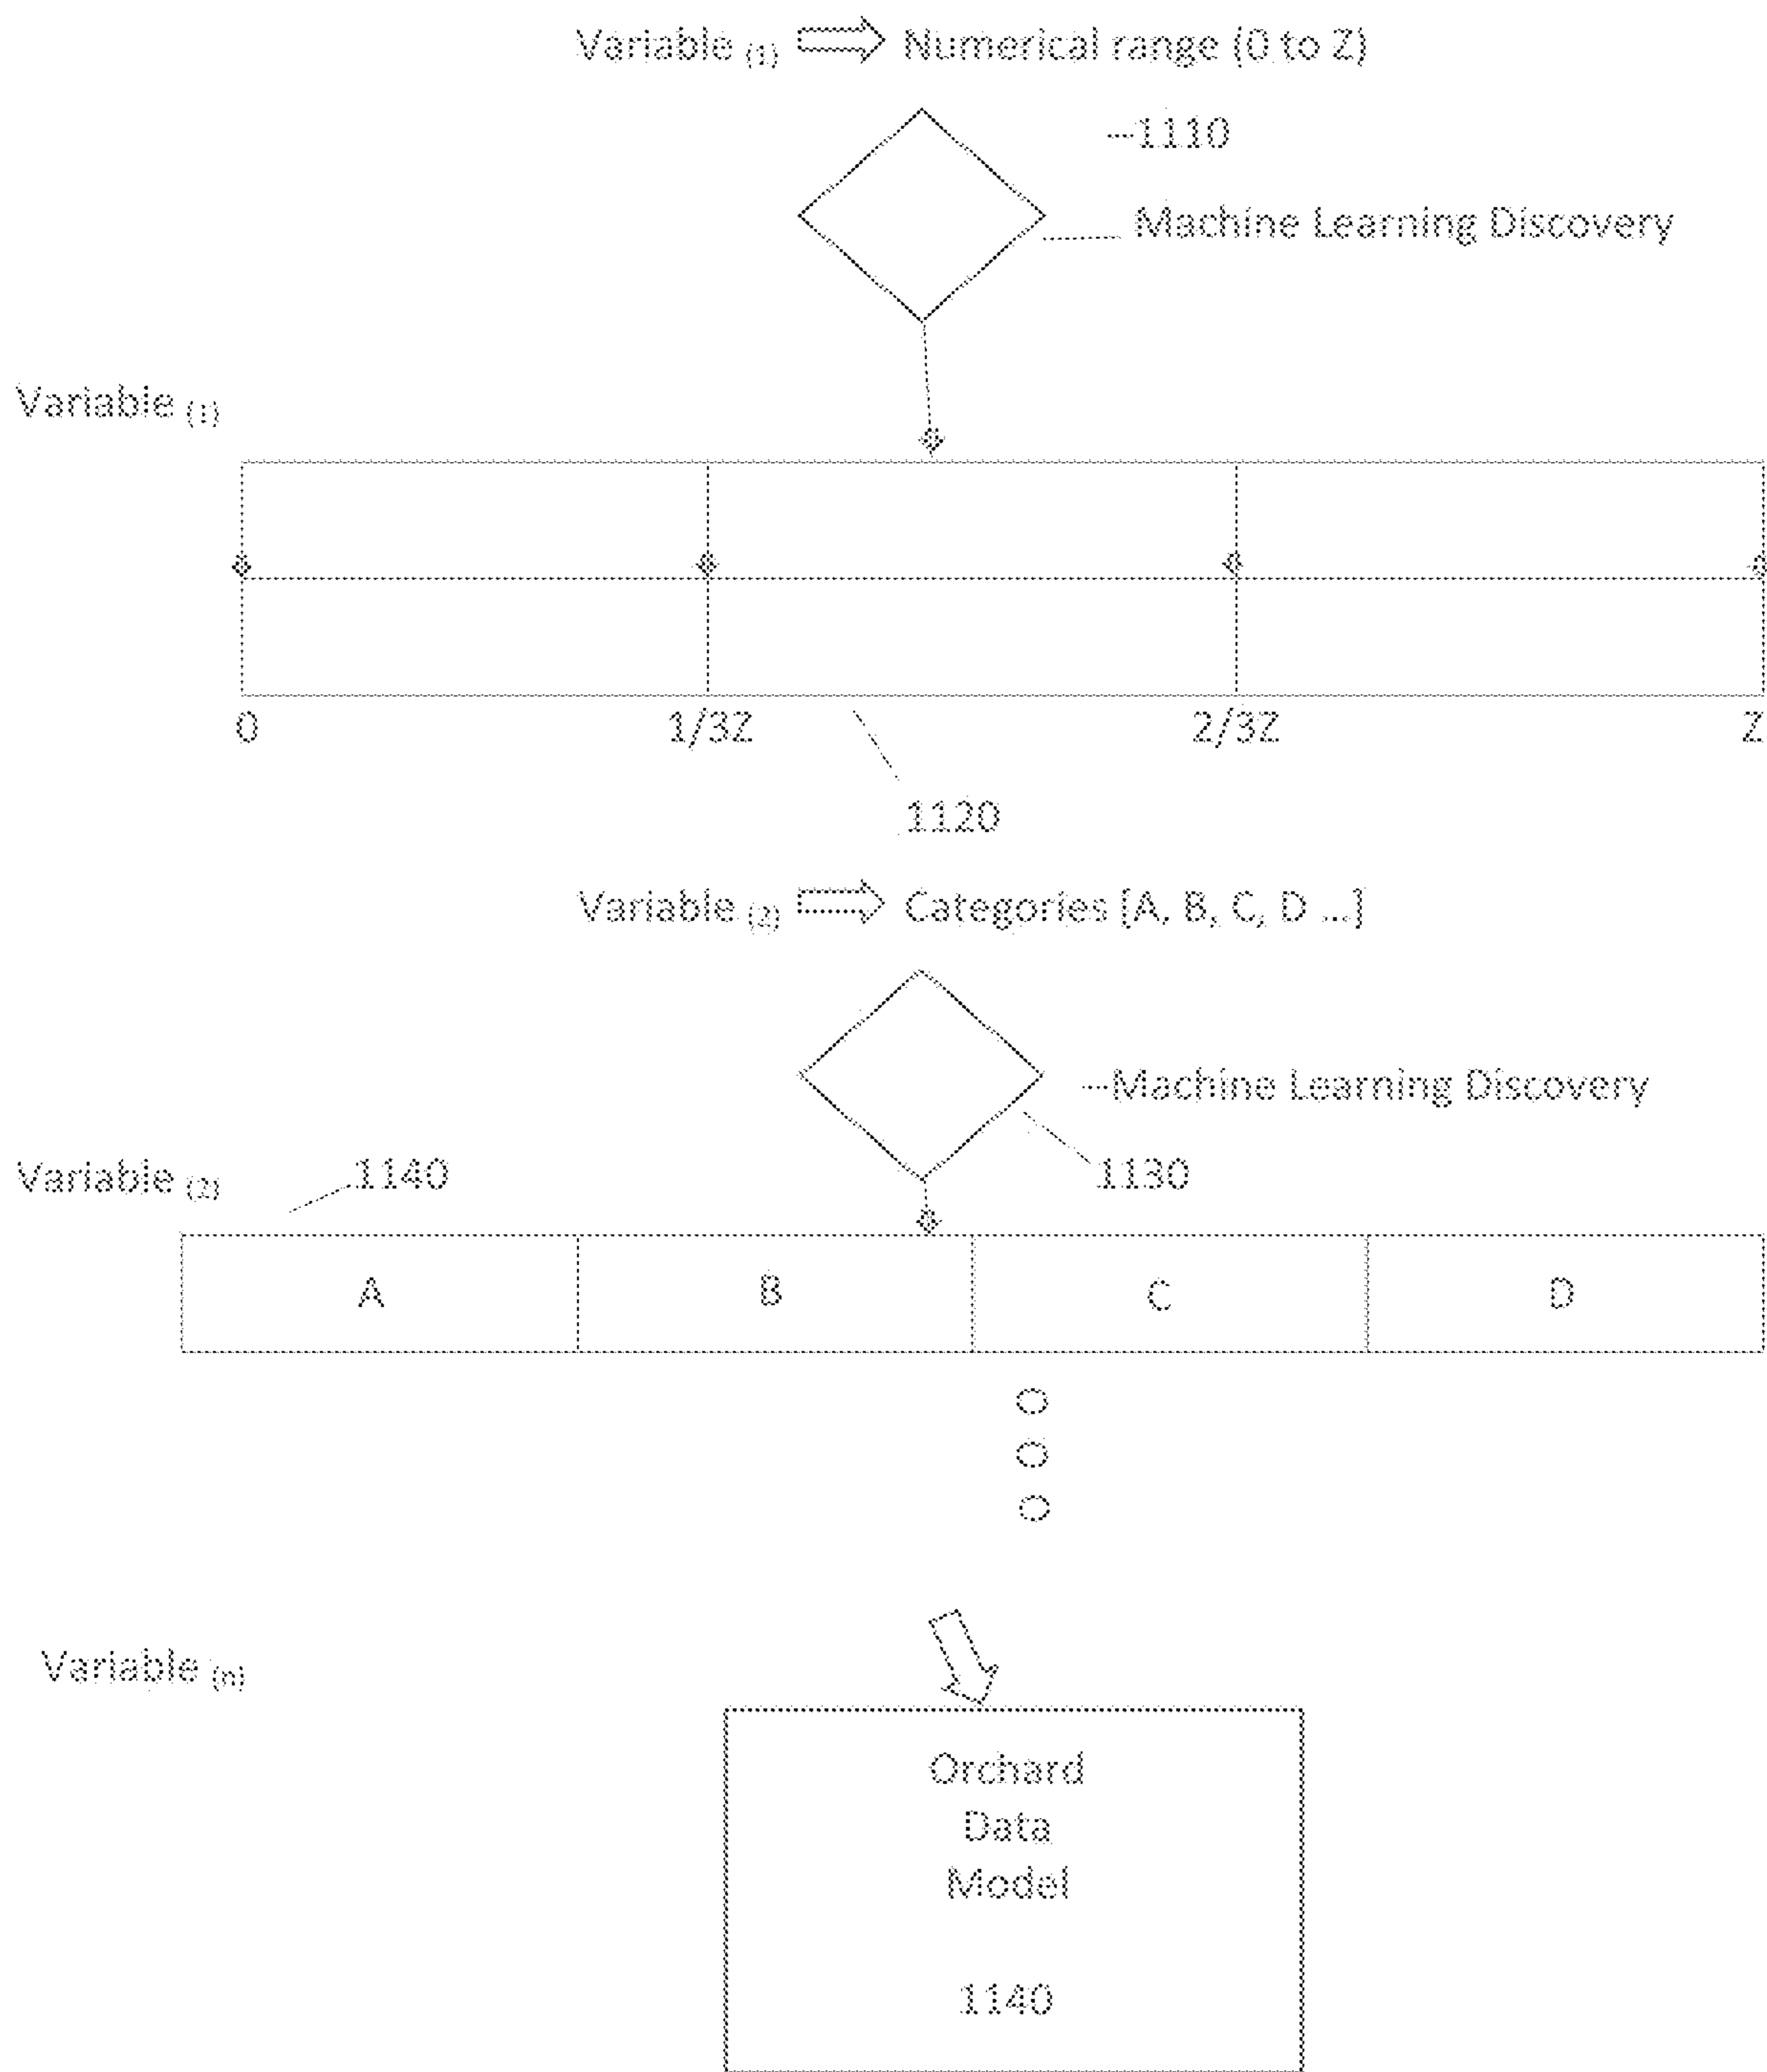 Variable (1) ⇨ Numerical range (0 to Z)
---1110
Machine Learning Discovery
Variable (1)
0 1/3Z 2/3Z Z
1120
Variable (2) ⇨ Categories [A, B, C, D ...]
---Machine Learning Discovery
Variable (2) 1140 1130
A B C D
Variable (n)
Orchard
Data
Model
1140